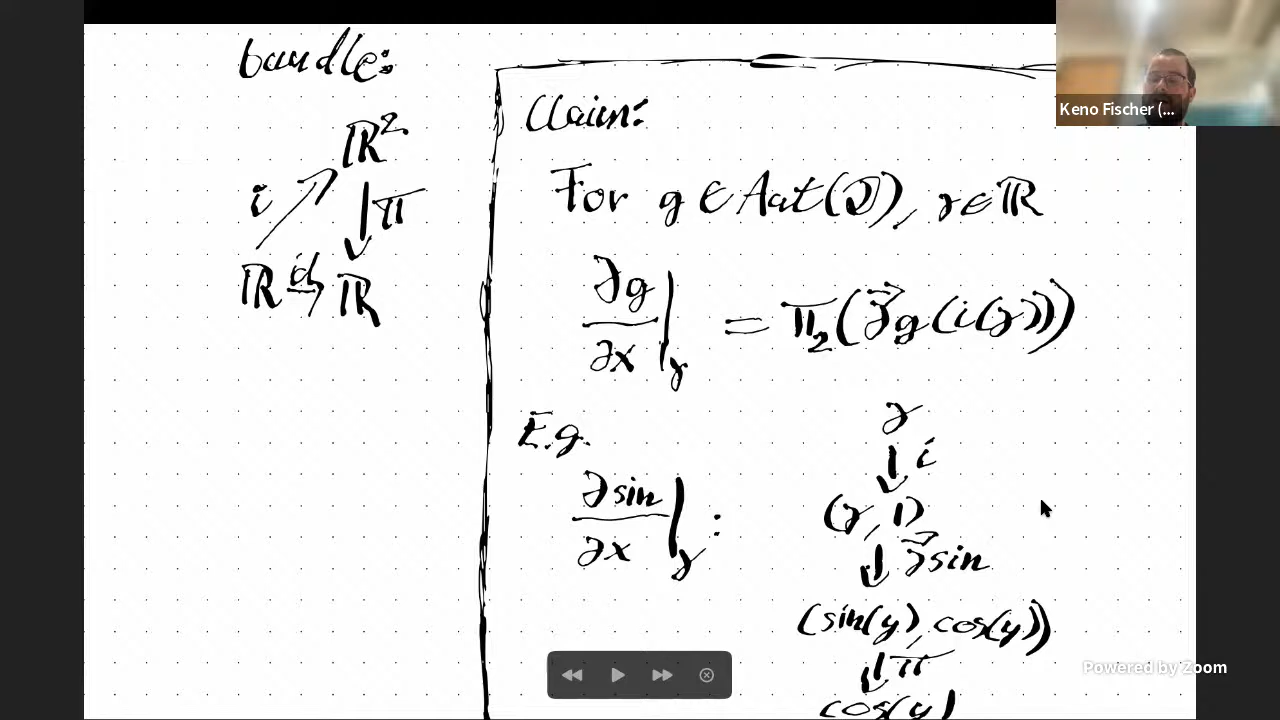 bundle:
ℝ²
i
π
ℝ id ℝ
Claim:
For g ∈ Aut(D), y ∈ ℝ
∂g/∂x |y = π₂(∂⃗g(i(y)))
E.g.
∂sin/∂x |y :
y
↓ i
(y, 1)
↓ ∂⃗sin
(sin(y), cos(y))
↓ π
cos(y)
Keno Fischer (...
Powered by Zoom